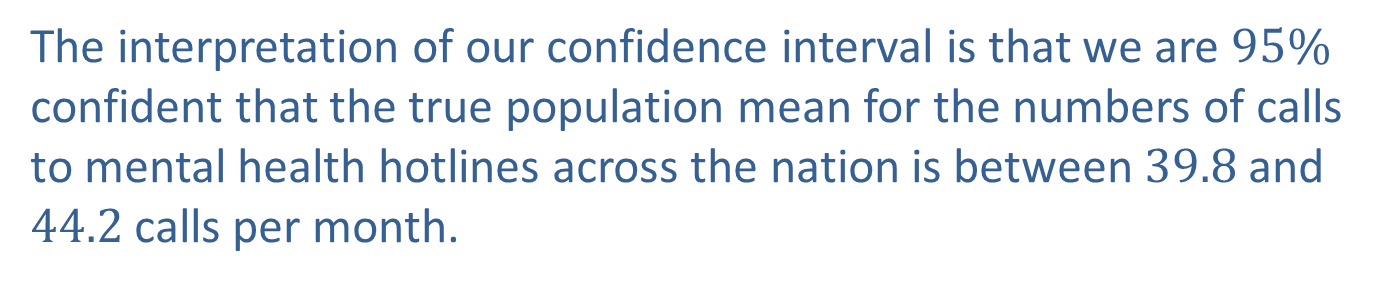 The interpretation of our confidence interval is that we are 95%
confident that the true population mean for the numbers of calls
to mental health hotlines across the nation is between 39.8 and
44.2 calls per month.